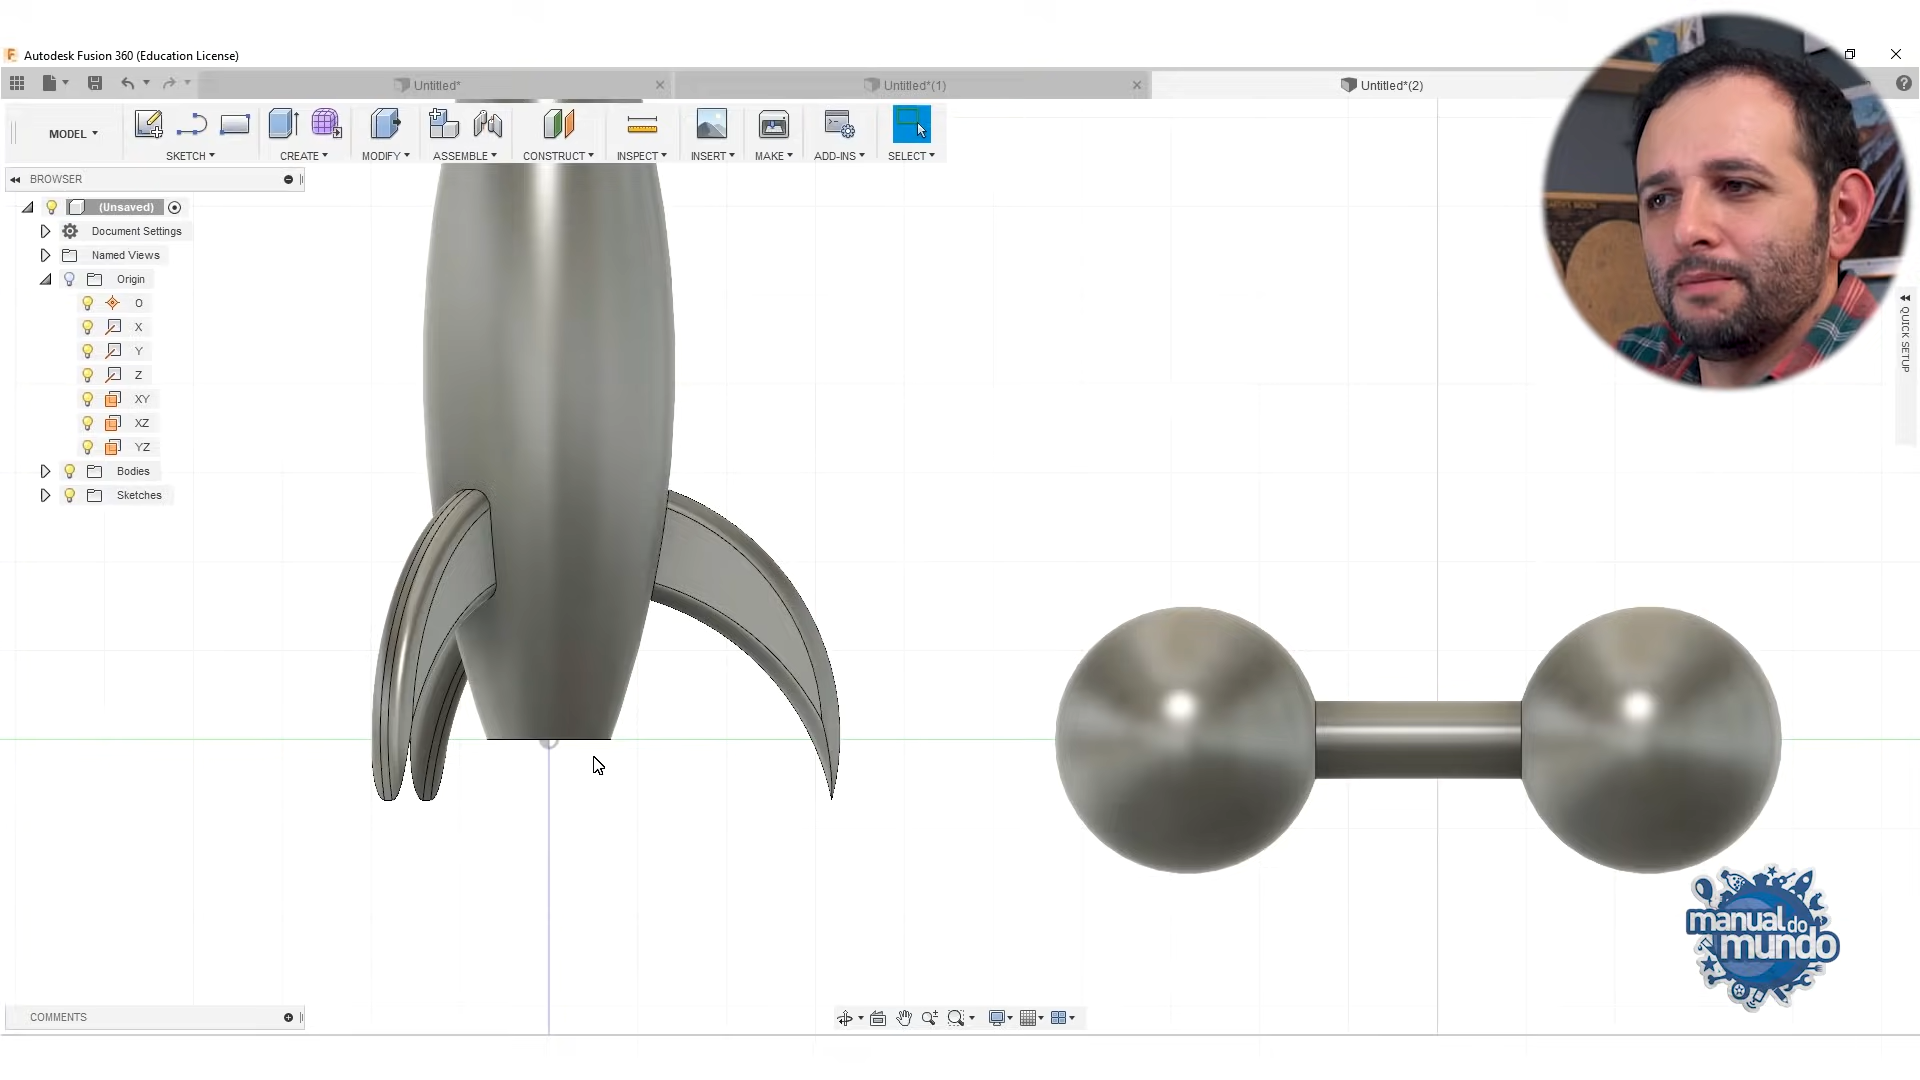 Autodesk Fusion 360 (Education License)
Untitled*
Untitled*(1)
Untitled*(2)
MODEL
SKETCH
CREATE
MODIFY
ASSEMBLE
CONSTRUCT
INSPECT
INSERT
MAKE
ADD-INS
SELECT
BROWSER
(Unsaved)
Document Settings
Named Views
Origin
O
X
Y
Z
XY
XZ
YZ
Bodies
Sketches
QUICK SETUP
manual do
mundo
COMMENTS